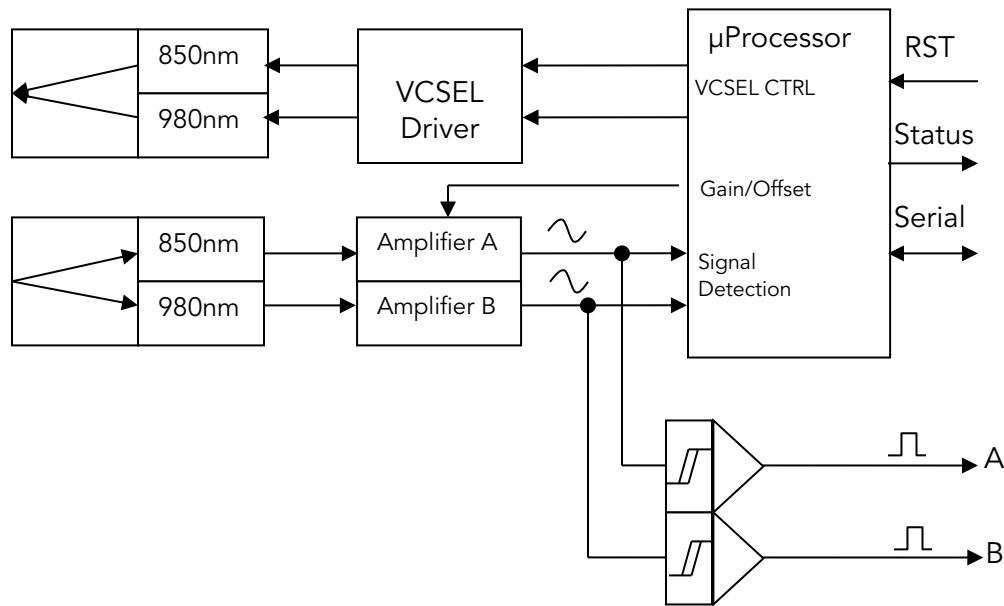 850nm
980nm
VCSEL
Driver
µProcessor
VCSEL CTRL
RST
Status
Gain/Offset
Serial
850nm
980nm
Amplifier A
Amplifier B
Signal
Detection
A
B